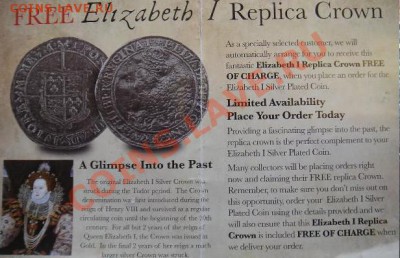 COINS.LAVE.RU
FREE Elizabeth I Replica Crown
As a specially selected customer, we will
automatically arrange for you to receive this
fantastic Elizabeth I Replica Crown FREE
OF CHARGE, when you place an order for the
Elizabeth I Silver Plated Coin.
Limited Availability
Place Your Order Today
Providing a fascinating glimpse into the past, the
replica crown is the perfect complement to your
Elizabeth I Silver Plated Coin.
Many collectors will be placing orders right
now and claiming their FREE replica Crown.
Remember, to make sure you don't miss out on
this opportunity, order your Elizabeth I Silver
Plated Coin using the details provided and we
will also ensure that this Elizabeth I Replica
Crown is included FREE OF CHARGE when
we deliver your order.
A Glimpse Into the Past
The original Elizabeth I Silver Crown was
struck during the Tudor period. The Crown
denomination was first introduced during the
reign of Henry VIII and survived as a regular
circulating coin until the beginning of the 20th
century. For all but 2 years of the reign of
Queen Elizabeth I, the Crown was issued in
Gold. In the final 2 years of her reign a much
larger silver Crown was struck.
COINS.LAVE.RU